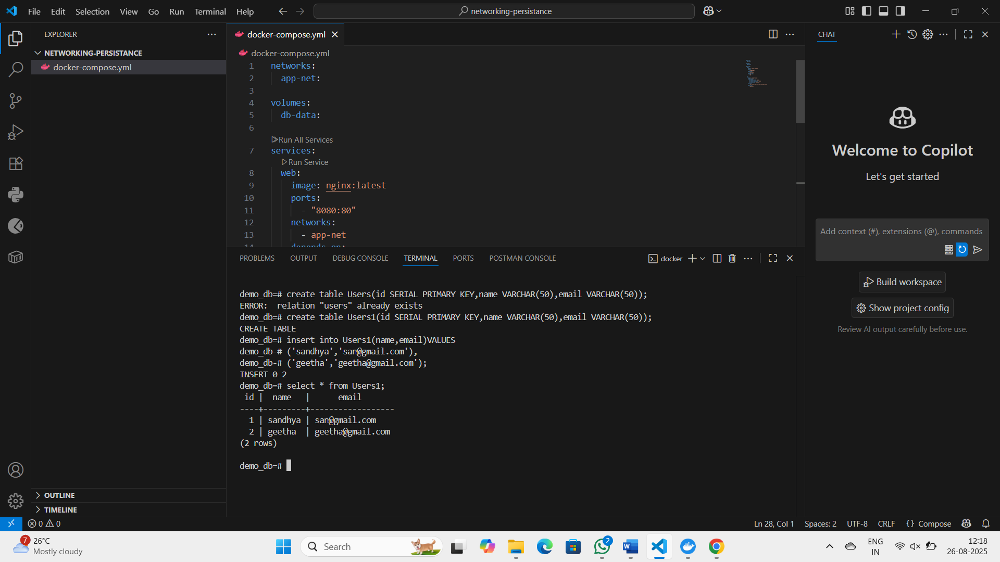 File Edit Selection View Go Run Terminal Help
networking-persistance
EXPLORER
NETWORKING-PERSISTANCE
docker-compose.yml
OUTLINE
TIMELINE
docker-compose.yml
docker-compose.yml
1 networks:
2 app-net:
3
4 volumes:
5 db-data:
6
Run All Services
7 services:
Run Service
8 web:
9 image: nginx:latest
10 ports:
11 - "8080:80"
12 networks:
13 - app-net
14 depends_on:
PROBLEMS OUTPUT DEBUG CONSOLE TERMINAL PORTS POSTMAN CONSOLE
docker
demo_db=# create table Users(id SERIAL PRIMARY KEY,name VARCHAR(50),email VARCHAR(50));
ERROR:  relation "users" already exists
demo_db=# create table Users1(id SERIAL PRIMARY KEY,name VARCHAR(50),email VARCHAR(50));
CREATE TABLE
demo_db=# insert into Users1(name,email)VALUES
demo_db-# ('sandhya','san@gmail.com'),
demo_db-# ('geetha','geetha@gmail.com');
INSERT 0 2
demo_db=# select * from Users1;
 id |  name   |      email
----+---------+------------------
  1 | sandhya | san@gmail.com
  2 | geetha  | geetha@gmail.com
(2 rows)
demo_db=#
CHAT
Welcome to Copilot
Let's get started
Add context (#), extensions (@), commands
Build workspace
Show project config
Review AI output carefully before use.
0 0
Ln 28, Col 1 Spaces: 2 UTF-8 CRLF {} Compose
7
26°C
Mostly cloudy
Search
W
2
ENG
IN
12:18
26-08-2025